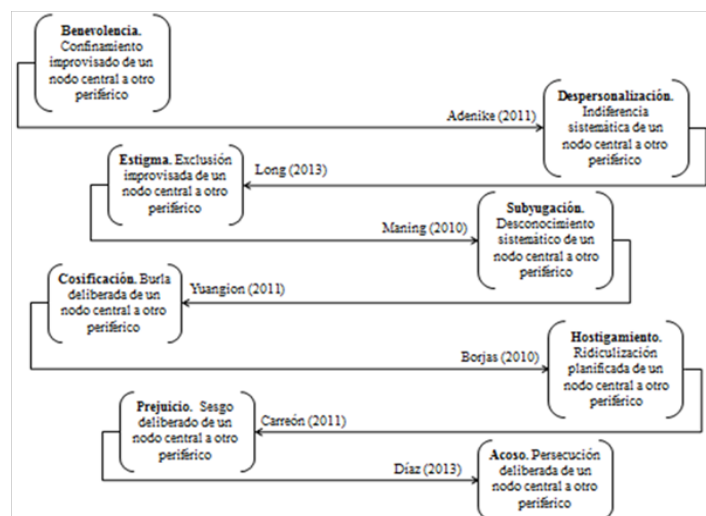 Benevolencia.
Confinamiento
improvisado de un
nodo central a otro
periférico
Adenike (2011)
Despersonalización.
Indiferencia
sistemática de un
nodo central a otro
periférico
Long (2013)
Estigma. Exclusión
improvisada de un
nodo central a otro
periférico
Maning (2010)
Subyugación.
Desconocimiento
sistemático de un
nodo central a otro
periférico
Yuangion (2011)
Cosificación. Burla
deliberada de un
nodo central a otro
periférico
Borjas (2010)
Hostigamiento.
Ridiculización
planificada de un
nodo central a otro
periférico
Carreón (2011)
Prejuicio. Sesgo
deliberado de un
nodo central a otro
periférico
Díaz (2013)
Acoso. Persecución
deliberada de un
nodo central a otro
periférico